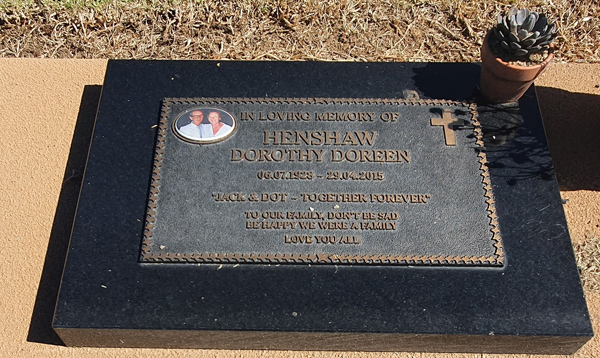 IN LOVING MEMORY OF
HENSHAW
DOROTHY DOREEN
06.07.1928 - 29.04.2015
"JACK & DOT - TOGETHER FOREVER"
TO OUR FAMILY, DON'T BE SAD
BE HAPPY WE WERE A FAMILY
LOVE YOU ALL